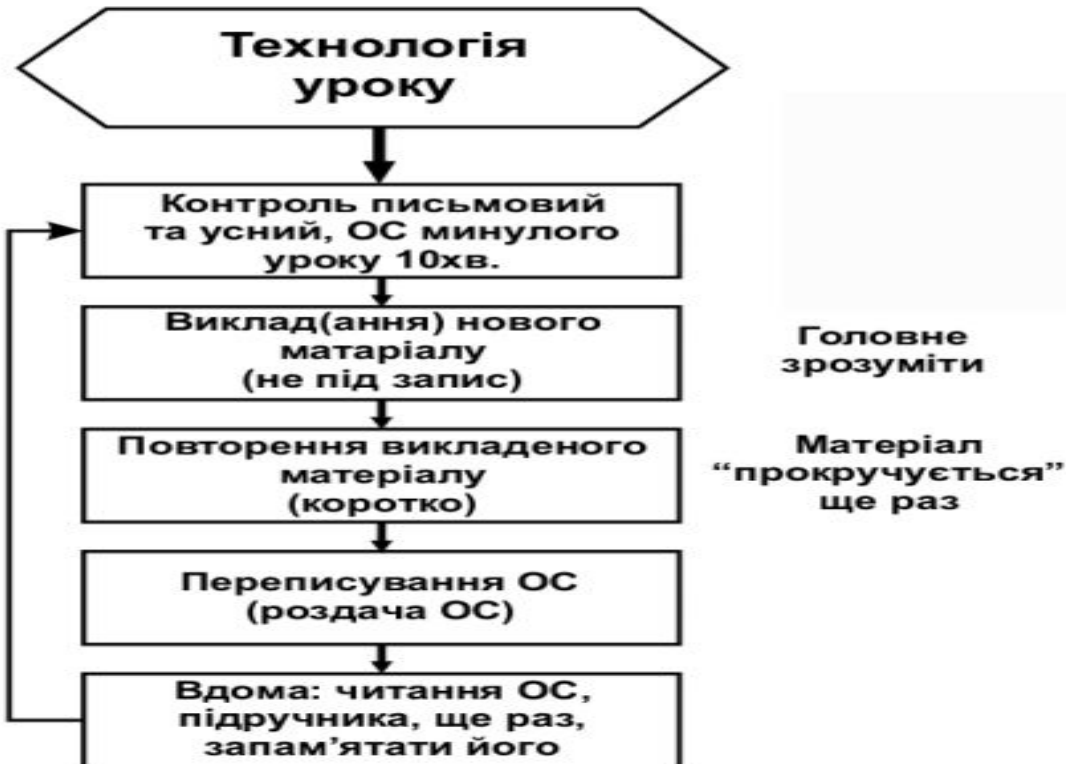 Технологія
уроку
Контроль письмовий
та усний, ОС минулого
уроку 10хв.
Виклад(ання) нового
матаріалу
(не під запис)
Головне
зрозуміти
Повторення викладеного
матеріалу
(коротко)
Матеріал
“прокручується”
ще раз
Переписування ОС
(роздача ОС)
Вдома: читання ОС,
підручника, ще раз,
запам’ятати його